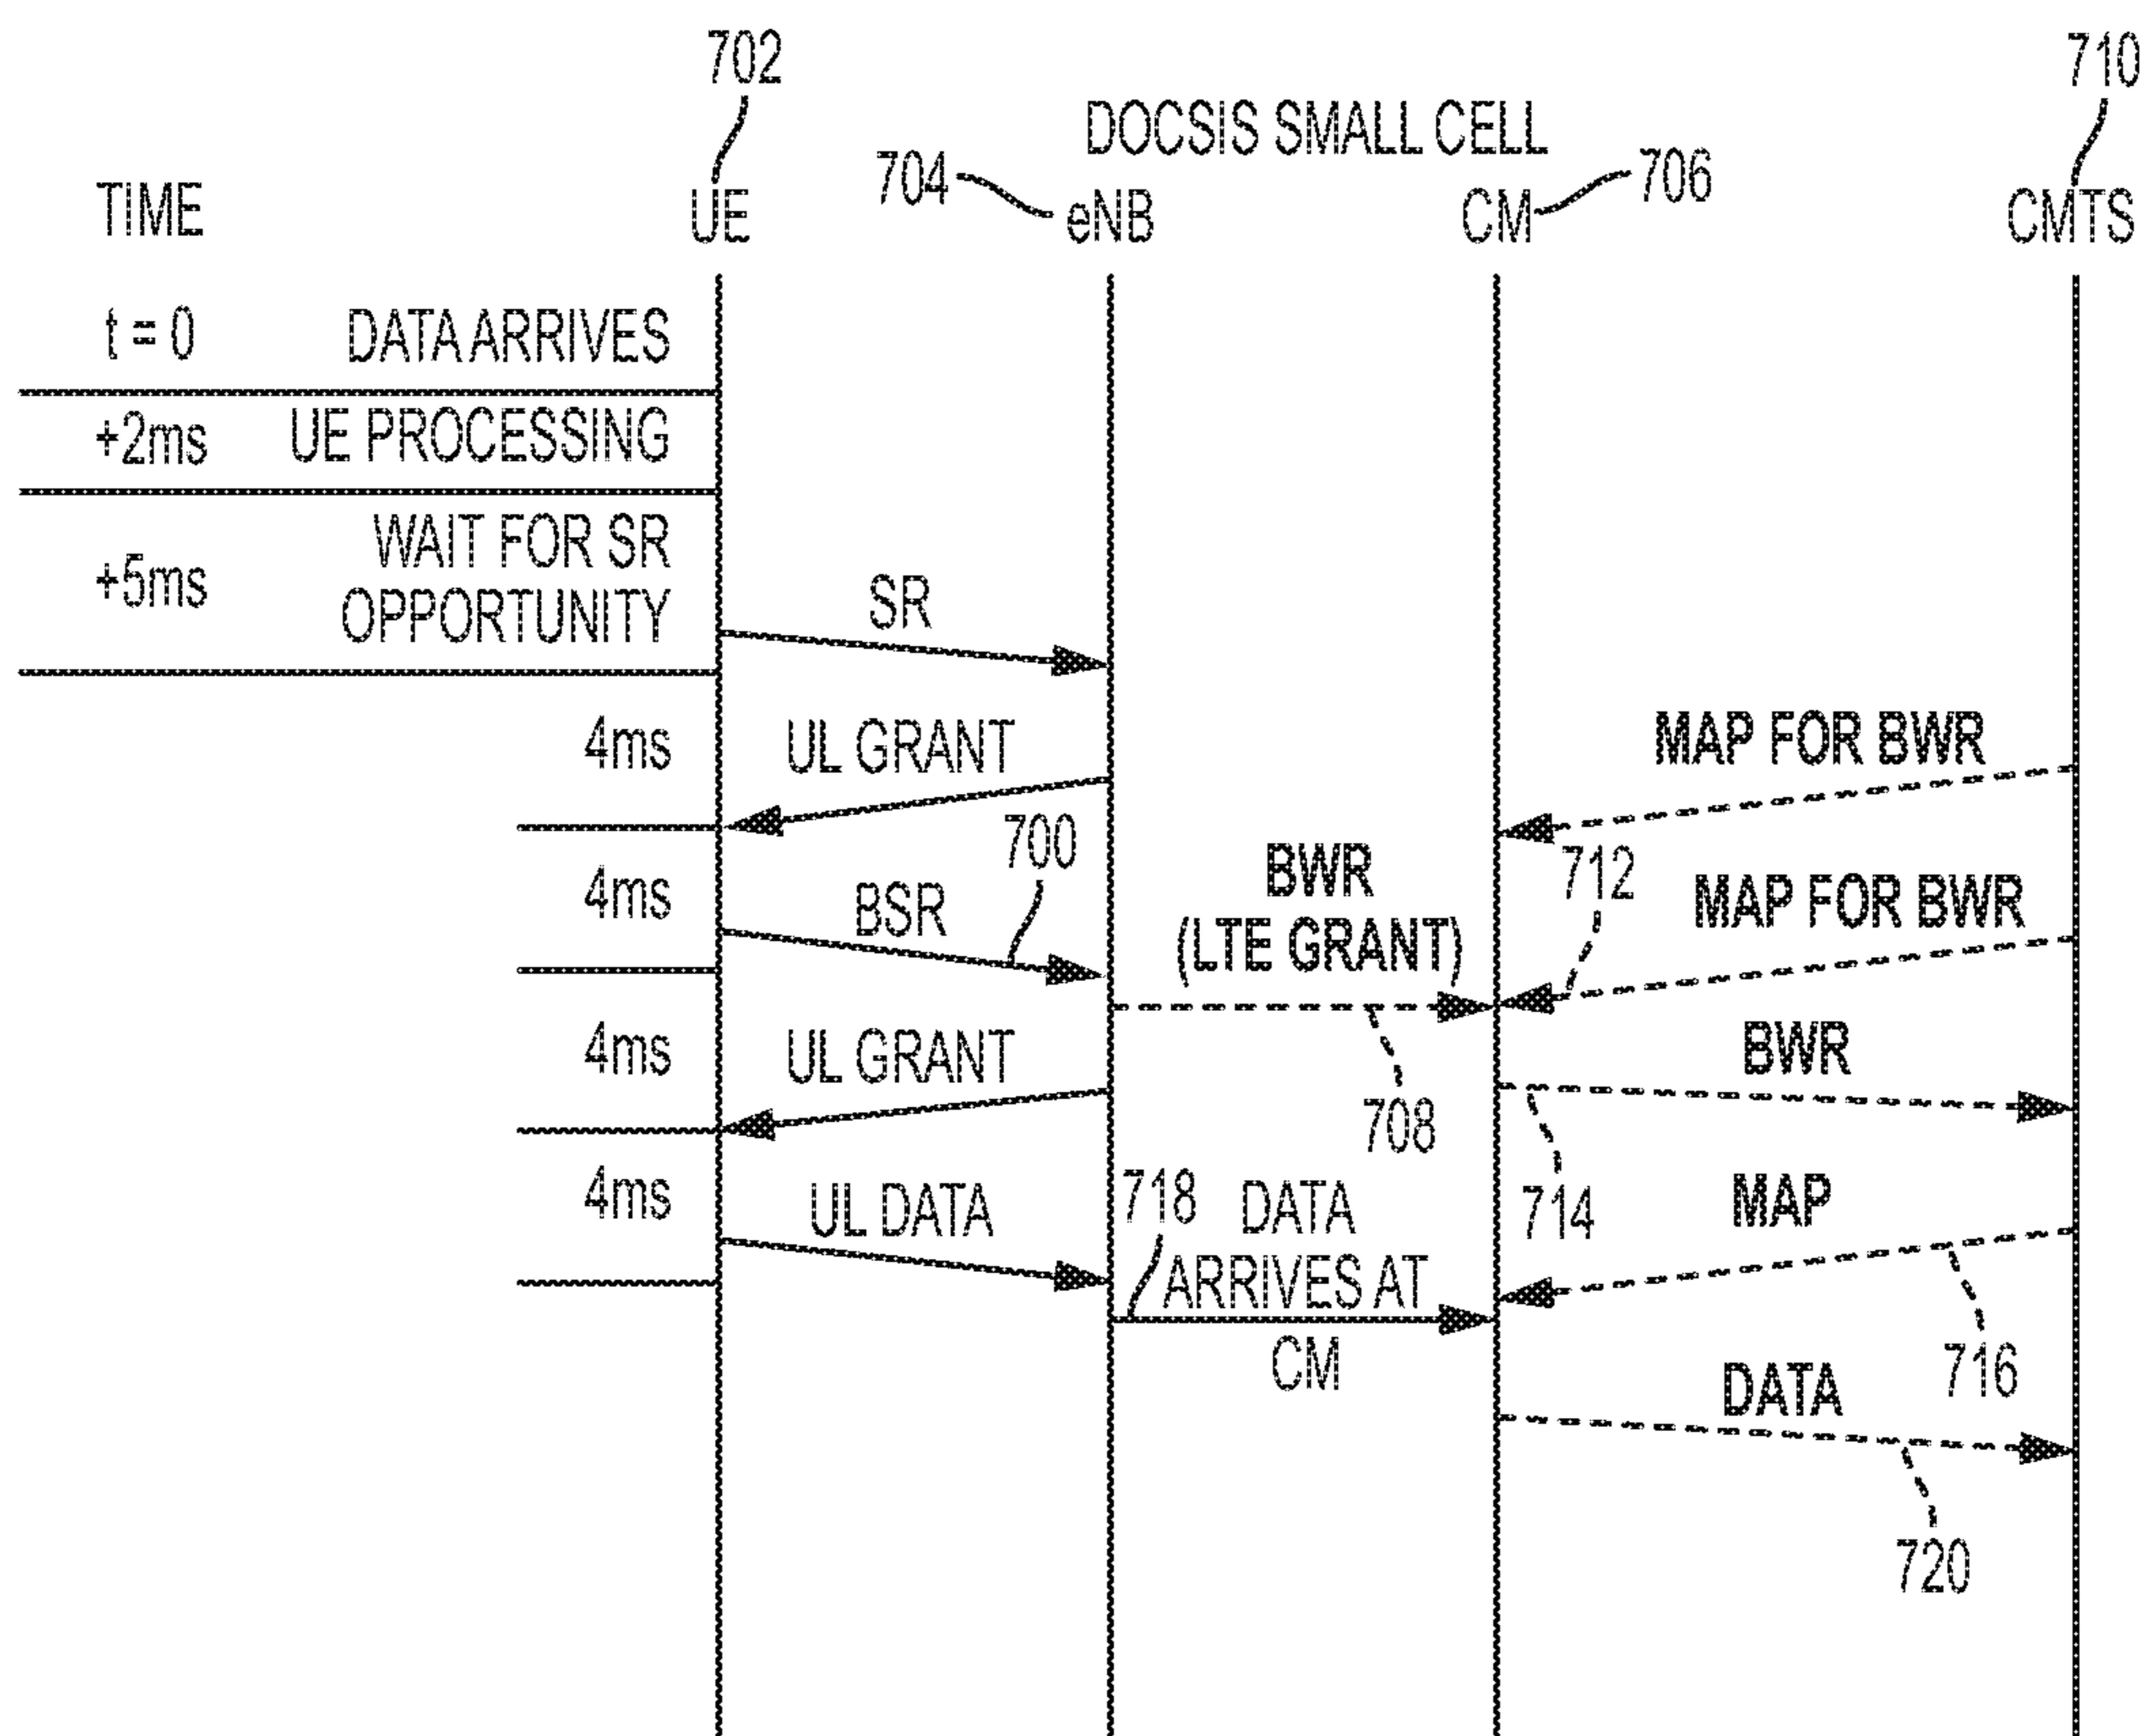 702
710
DOCSIS SMALL CELL
704
706
TIME
UE
eNB
CM
CMTS
t = 0
DATA ARRIVES
+2ms
UE PROCESSING
WAIT FOR SR
+5ms
OPPORTUNITY
SR
4ms
UL GRANT
MAP FOR BWR
700
BWR
712
4ms
BSR
(LTE GRANT)
MAP FOR BWR
4ms
UL GRANT
BWR
708
4ms
UL DATA
718
DATA
714
MAP
ARRIVES AT
CM
716
DATA
720